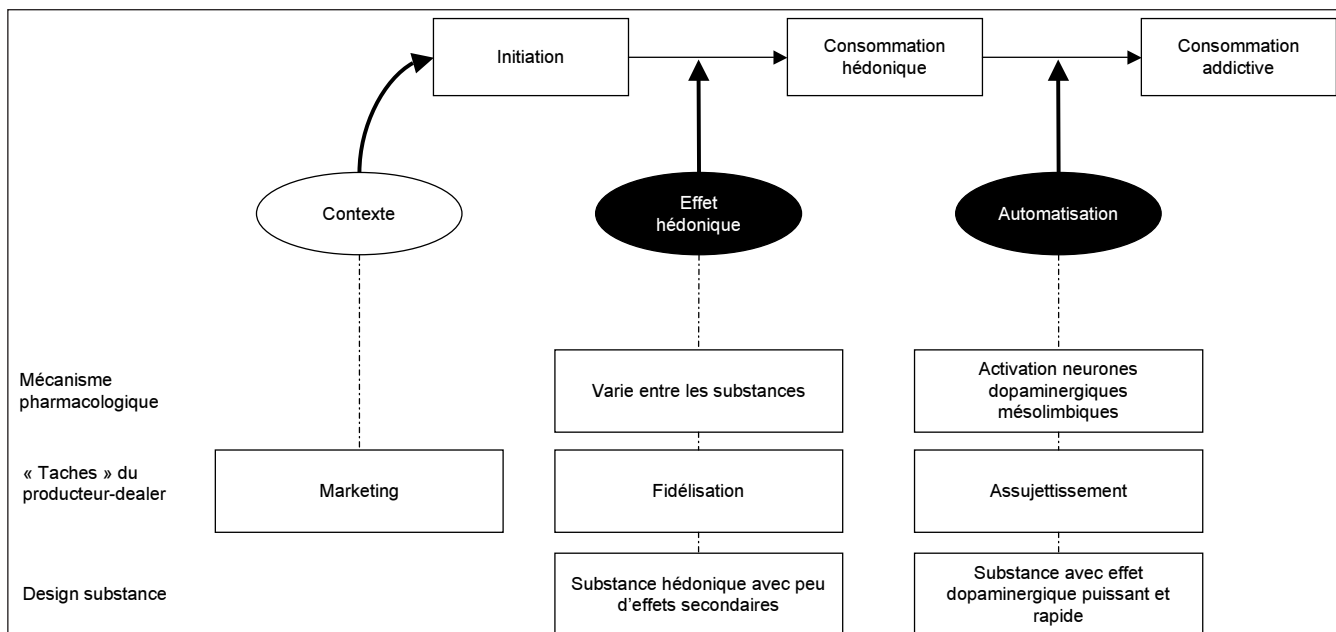 Initiation
Consommation
hédonique
Consommation
addictive
Contexte
Effet
hédonique
Automatisation
Mécanisme
pharmacologique
Varie entre les substances
Activation neurones
dopaminergiques
mésolimbiques
« Taches » du
producteur-dealer
Marketing
Fidélisation
Assujettissement
Design substance
Substance hédonique avec peu
d’effets secondaires
Substance avec effet
dopaminergique puissant et
rapide